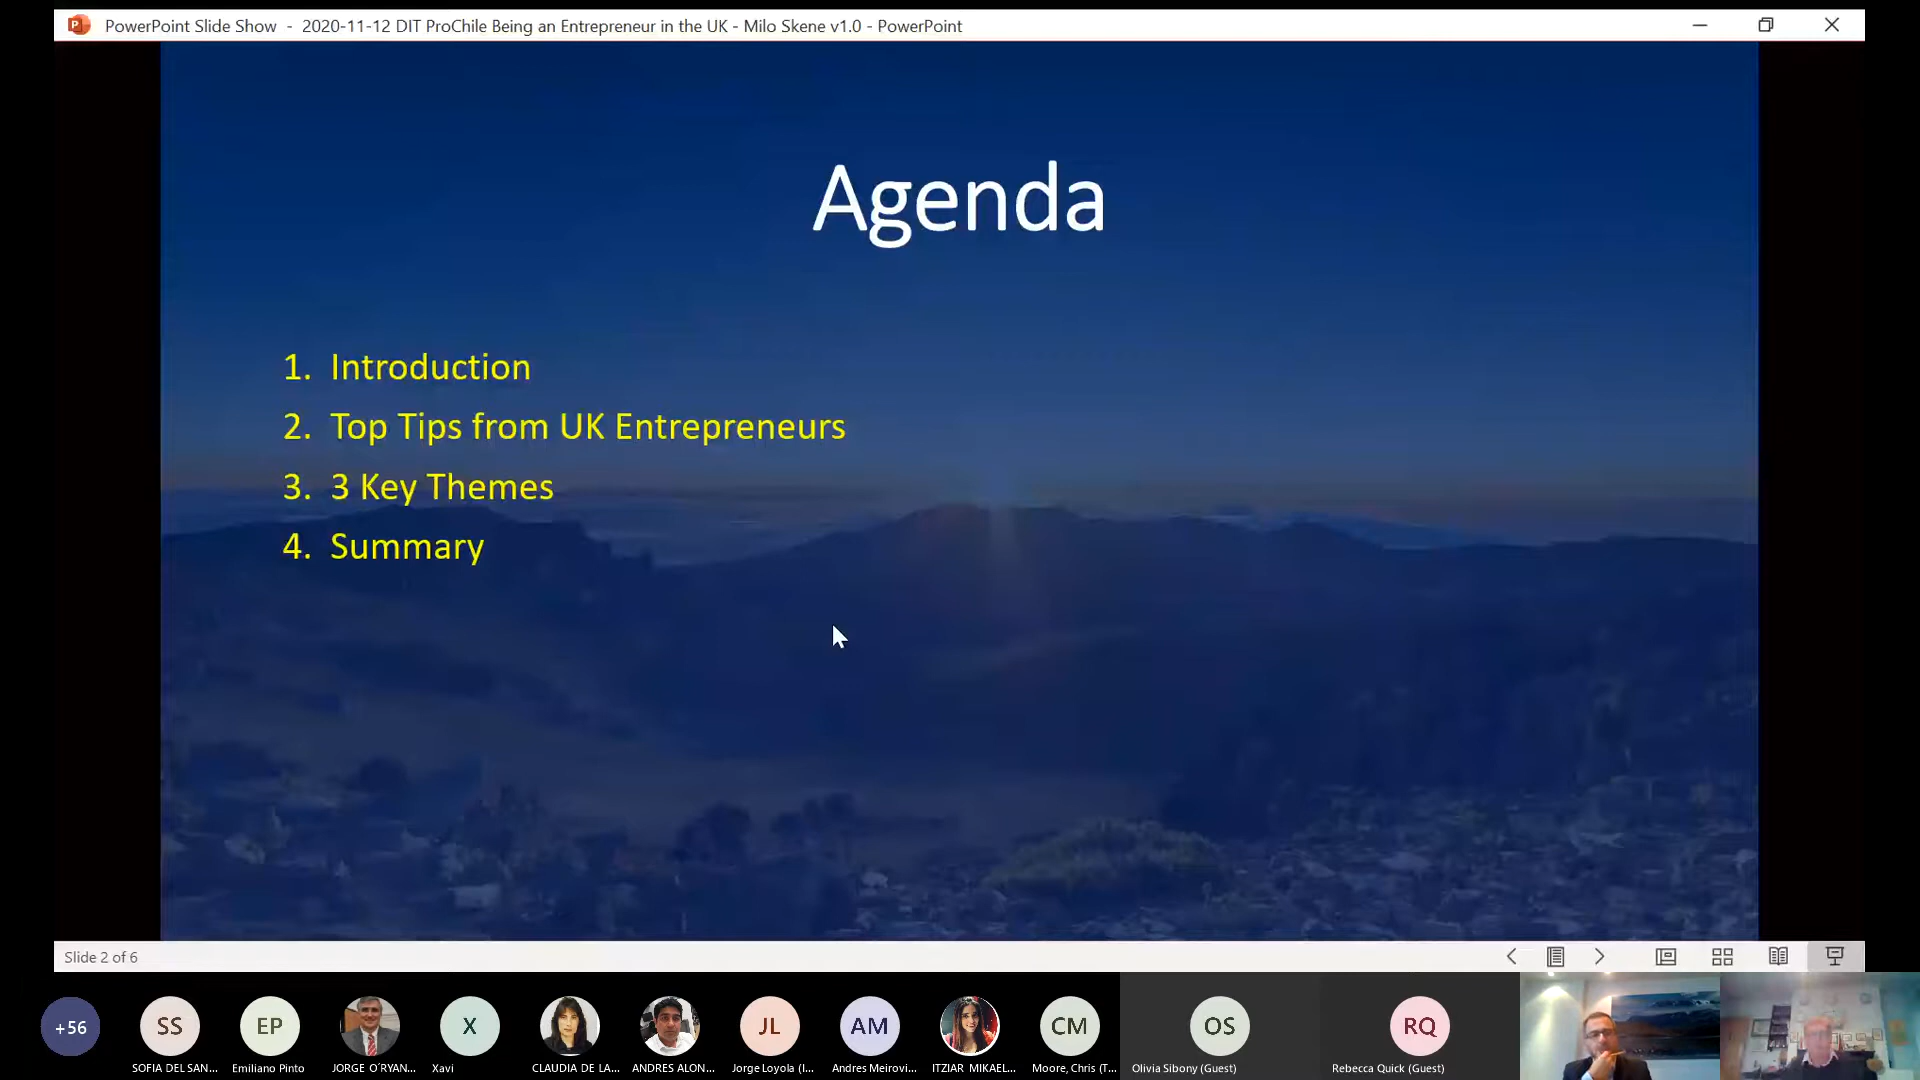 PowerPoint Slide Show - 2020-11-12 DIT ProChile Being an Entrepreneur in the UK - Milo Skene v1.0 - PowerPoint
Agenda
1. Introduction
2. Top Tips from UK Entrepreneurs
3. 3 Key Themes
4. Summary
Slide 2 of 6
+56
SS
EP
X
JL
AM
CM
OS
RQ
SOFIA DEL SAN...
Emiliano Pinto
JORGE O´RYAN...
Xavi
CLAUDIA DE LA...
ANDRES ALON...
Jorge Loyola (I...
Andres Meirovi...
ITZIAR MIKAEL...
Moore, Chris (T...
Olivia Sibony (Guest)
Rebecca Quick (Guest)